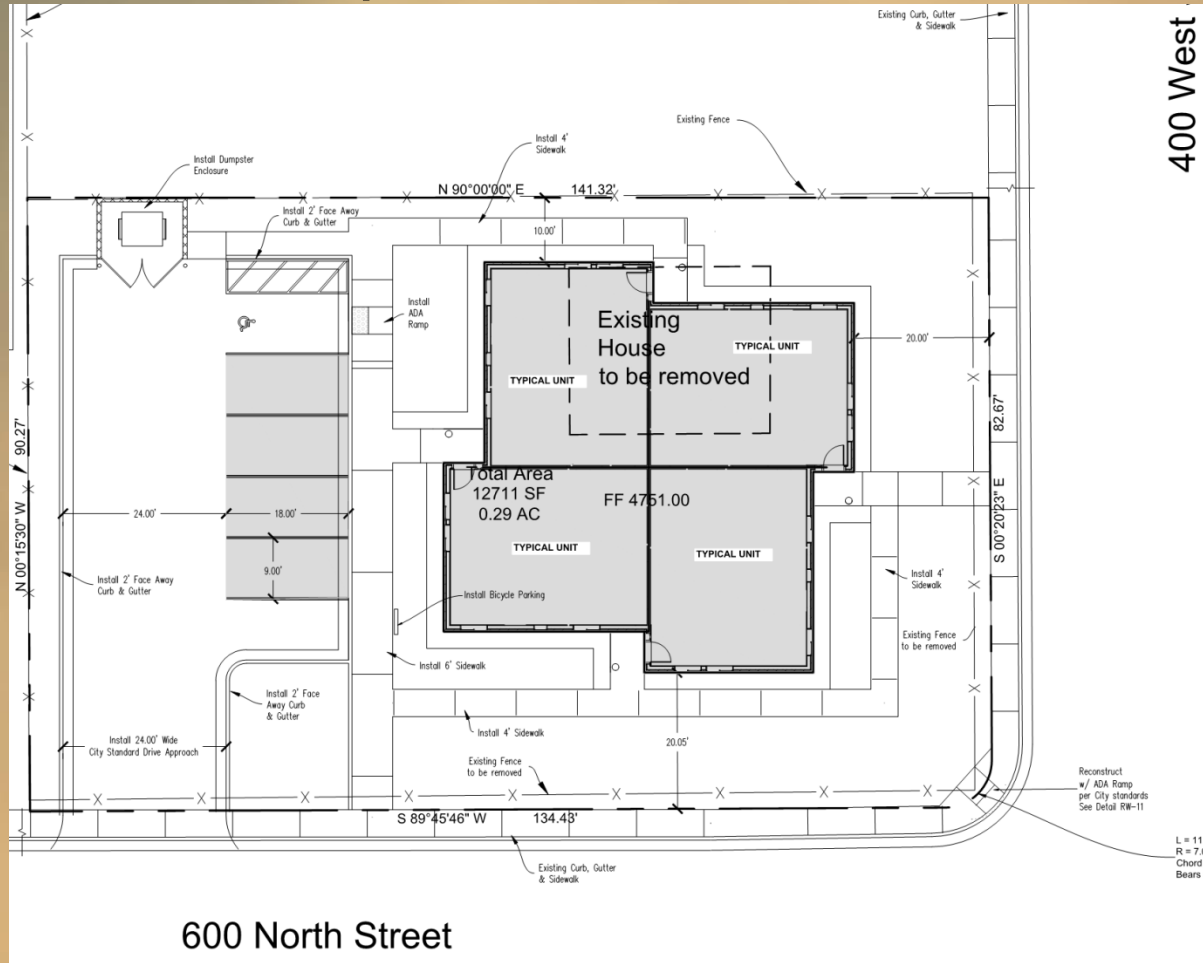 Existing Curb, Gutter
& Sidewalk
400 West
Install 4'
Sidewalk
Existing Fence
Install Dumpster
Enclosure
N 90°00'00" E 141.32'
Install 2' Face Away
Curb & Gutter
10.00'
Install
ADA
Ramp
Existing
House
to be removed
TYPICAL UNIT
20.00'
TYPICAL UNIT
N 00°15'30" W 90.27'
S 00°20'23" E 82.67'
Total Area
12711 SF
0.29 AC
FF 4751.00
24.00'
18.00'
TYPICAL UNIT
TYPICAL UNIT
9.00'
Install 2' Face Away
Curb & Gutter
Install Bicycle Parking
Install 4'
Sidewalk
Existing Fence
to be removed
Install 6' Sidewalk
Install 2' Face
Away Curb
& Gutter
Install 4' Sidewalk
Install 24.00' Wide
City Standard Drive Approach
20.05'
Existing Fence
to be removed
Reconstruct
w/ ADA Ramp
per City standards
See Detail RW-11
S 89°45'46" W 134.43'
L = 11
R = 7.
Chord
Bears
Existing Curb, Gutter
& Sidewalk
600 North Street